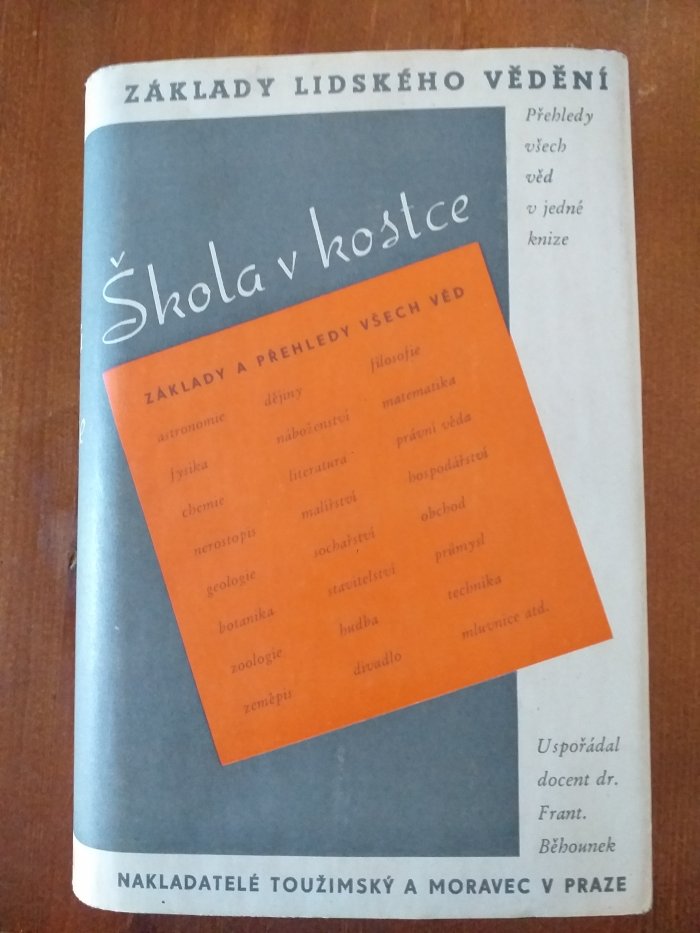 ZÁKLADY LIDSKÉHO VĚDĚNÍ
Přehledy
všech
věd
v jedné
knize
Škola v kostce
ZÁKLADY A PŘEHLEDY VŠECH VĚD
astronomie
fysika
chemie
nerostopis
geologie
botanika
zoologie
zeměpis
dějiny
náboženství
literatura
malířství
sochařství
stavitelství
hudba
divadlo
filosofie
matematika
právní věda
hospodářství
obchod
průmysl
technika
mluvnice atd.
Uspořádal
docent dr.
Frant.
Běhounek
NAKLADATELÉ TOUŽIMSKÝ A MORAVEC V PRAZE